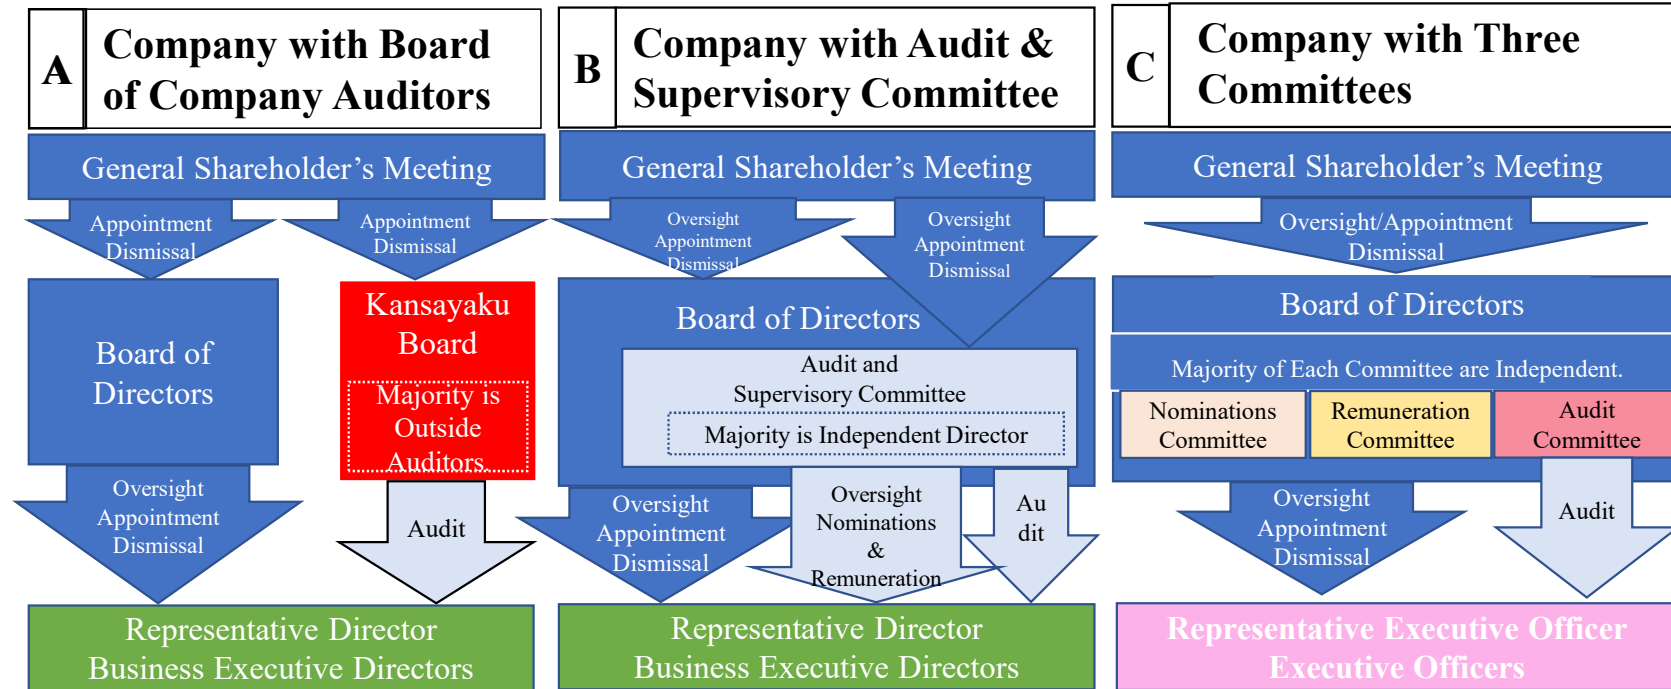 A
Company with Board
of Company Auditors
General Shareholder’s Meeting
Appointment
Dismissal
Appointment
Dismissal
Board of
Directors
Kansayaku
Board
Majority is
Outside
Auditors.
Oversight
Appointment
Dismissal
Audit
Representative Director
Business Executive Directors
B
Company with Audit &
Supervisory Committee
General Shareholder’s Meeting
Oversight
Appointment
Dismissal
Oversight
Appointment
Dismissal
Board of Directors
Audit and
Supervisory Committee
Majority is Independent Director
Oversight
Appointment
Dismissal
Oversight
Nominations
&
Remuneration
Au
dit
Representative Director
Business Executive Directors
C
Company with Three
Committees
General Shareholder’s Meeting
Oversight/Appointment
Dismissal
Board of Directors
Majority of Each Committee are Independent.
Nominations
Committee
Remuneration
Committee
Audit
Committee
Oversight
Appointment
Dismissal
Audit
Representative Executive Officer
Executive Officers